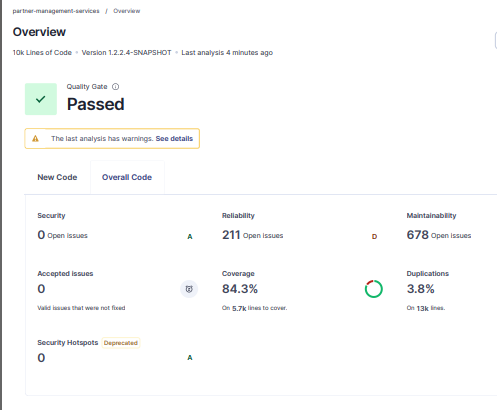 partner-management-services / Overview
Overview
10k Lines of Code • Version 1.2.2.4-SNAPSHOT • Last analysis 4 minutes ago
Quality Gate
Passed
The last analysis has warnings. See details
New Code Overall Code
Security Reliability Maintainability
0 Open issues A 211 Open issues D 678 Open issues
Accepted issues Coverage Duplications
0 84.3% 3.8%
Valid issues that were not fixed On 5.7k lines to cover. On 13k lines.
Security Hotspots Deprecated
0 A